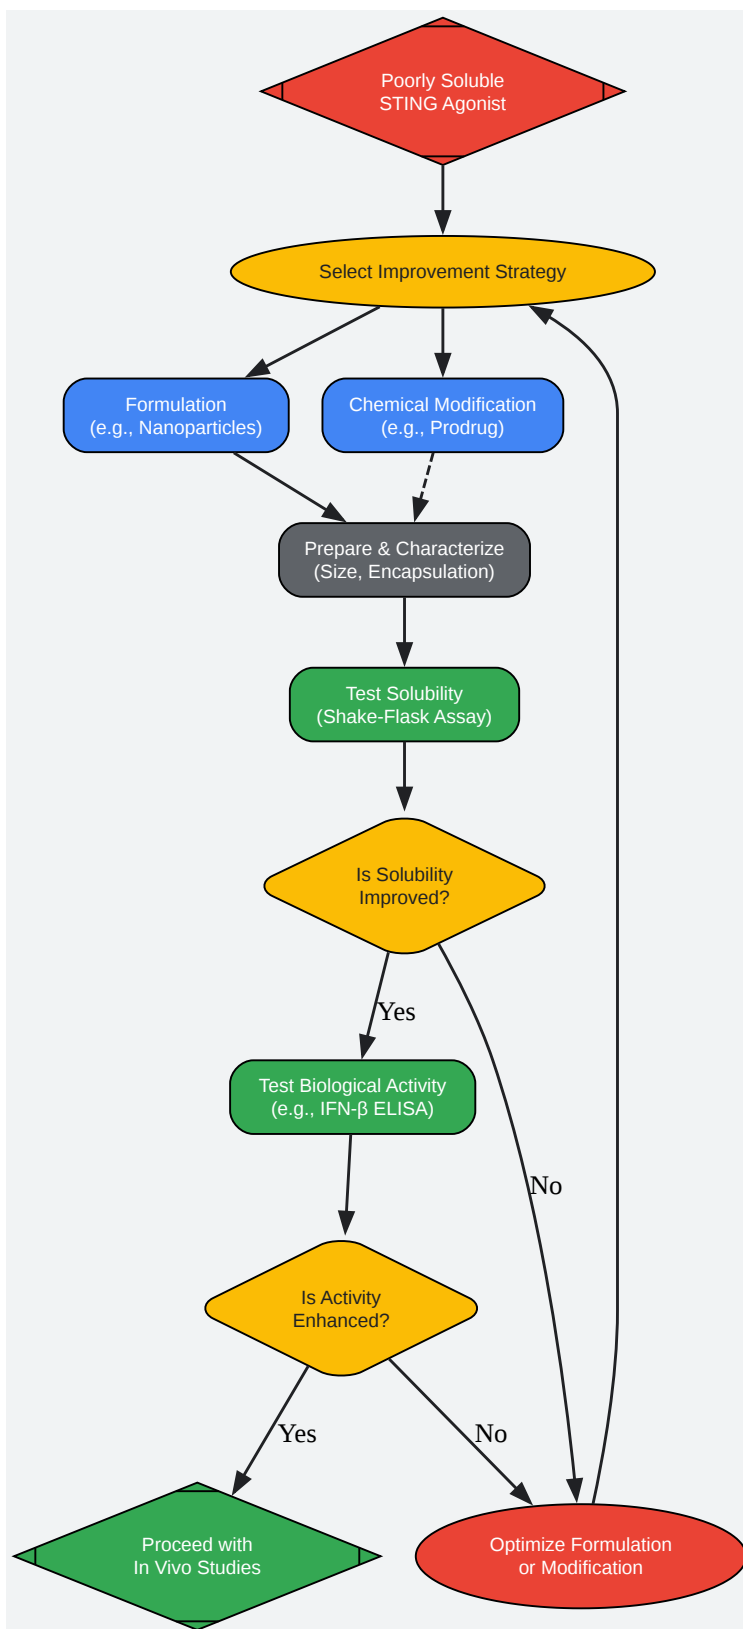 Poorly Soluble
STING Agonist
Select Improvement Strategy
Formulation
(e.g., Nanoparticles)
Chemical Modification
(e.g., Prodrug)
Prepare & Characterize
(Size, Encapsulation)
Test Solubility
(Shake-Flask Assay)
Is Solubility
Improved?
Yes
Test Biological Activity
(e.g., IFN-β ELISA)
No
Is Activity
Enhanced?
Yes
No
Proceed with
In Vivo Studies
Optimize Formulation
or Modification